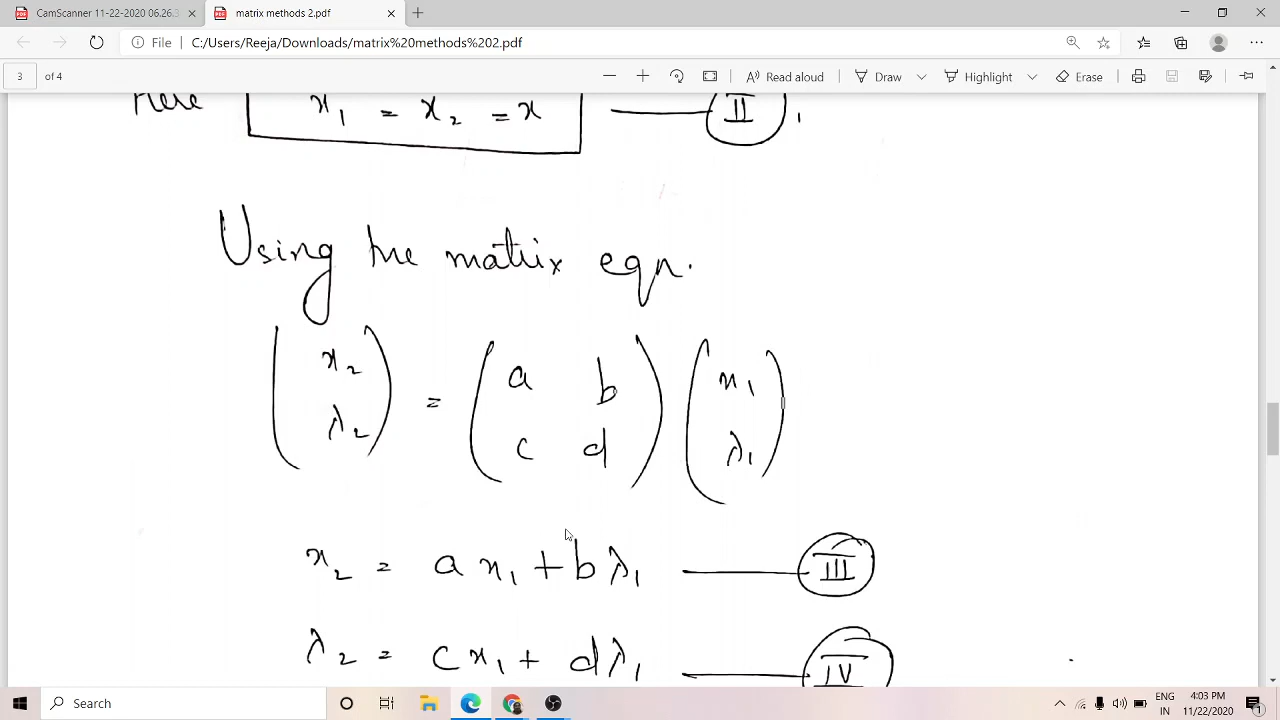 CamScanner 11-22-2020 06.26.3
matrix methods 2.pdf
File C:/Users/Reeja/Downloads/matrix%20methods%202.pdf
3 of 4
Read aloud Draw Highlight Erase
Here x₁ = x₂ = x II
Using the matrix eqn.
x₂ a b x₁
=
λ₂ c d λ₁
x₂ = a x₁ + b λ₁ III
λ₂ = c x₁ + d λ₁ IV
Search
ENG 4:03 PM
IN 11/22/2020